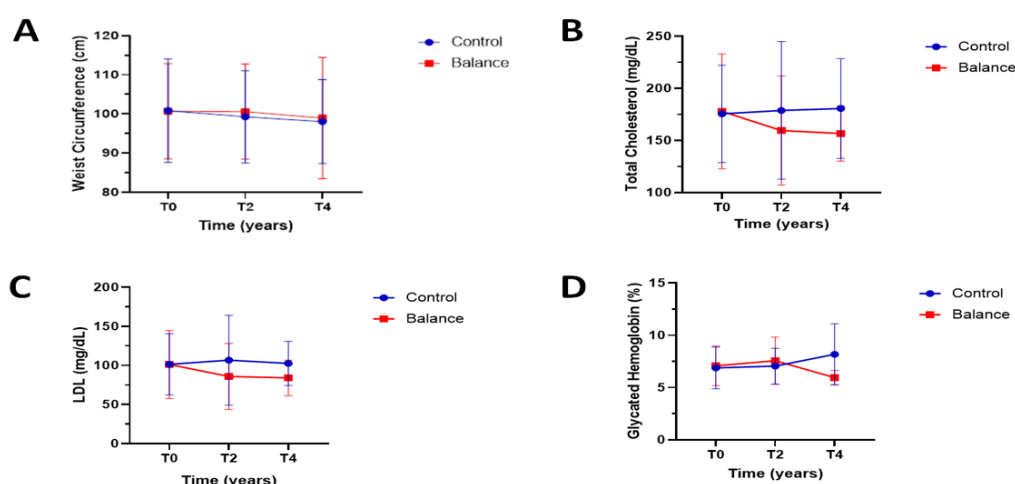 A
Weist Circunference (cm)
120
110
100
90
80
T0
T2
T4
Time (years)
Control
Balance
B
Total Cholesterol (mg/dL)
250
200
150
100
T0
T2
T4
Time (years)
Control
Balance
C
LDL (mg/dL)
200
150
100
50
0
T0
T2
T4
Time (years)
Control
Balance
D
Glycated Hemoglobin (%)
15
10
5
0
T0
T2
T4
Time (years)
Control
Balance